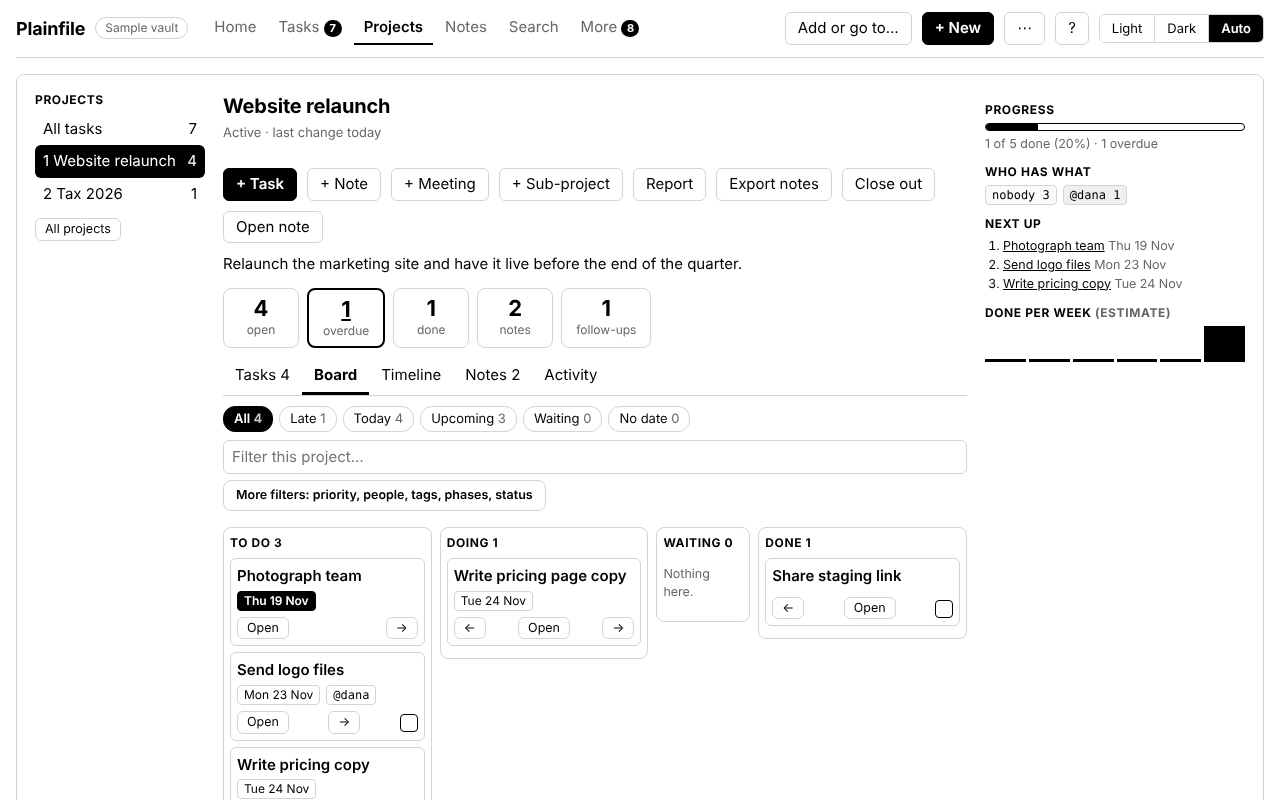 Plainfile Sample vault Home Tasks 7 Projects Notes Search More 8 Add or go to... + New ··· ? Light Dark Auto
PROJECTS
All tasks 7
1 Website relaunch 4
2 Tax 2026 1
All projects
Website relaunch
Active · last change today
+ Task + Note + Meeting + Sub-project Report Export notes Close out
Open note
Relaunch the marketing site and have it live before the end of the quarter.
4 open
1 overdue
1 done
2 notes
1 follow-ups
Tasks 4 Board Timeline Notes 2 Activity
All 4 Late 1 Today 4 Upcoming 3 Waiting 0 No date 0
Filter this project...
More filters: priority, people, tags, phases, status
TO DO 3
Photograph team
Thu 19 Nov
Open →
Send logo files
Mon 23 Nov @dana
Open →
Write pricing copy
Tue 24 Nov
DOING 1
Write pricing page copy
Tue 24 Nov
← Open →
WAITING 0
Nothing
here.
DONE 1
Share staging link
← Open
PROGRESS
1 of 5 done (20%) · 1 overdue
WHO HAS WHAT
nobody 3 @dana 1
NEXT UP
1. Photograph team Thu 19 Nov
2. Send logo files Mon 23 Nov
3. Write pricing copy Tue 24 Nov
DONE PER WEEK (ESTIMATE)